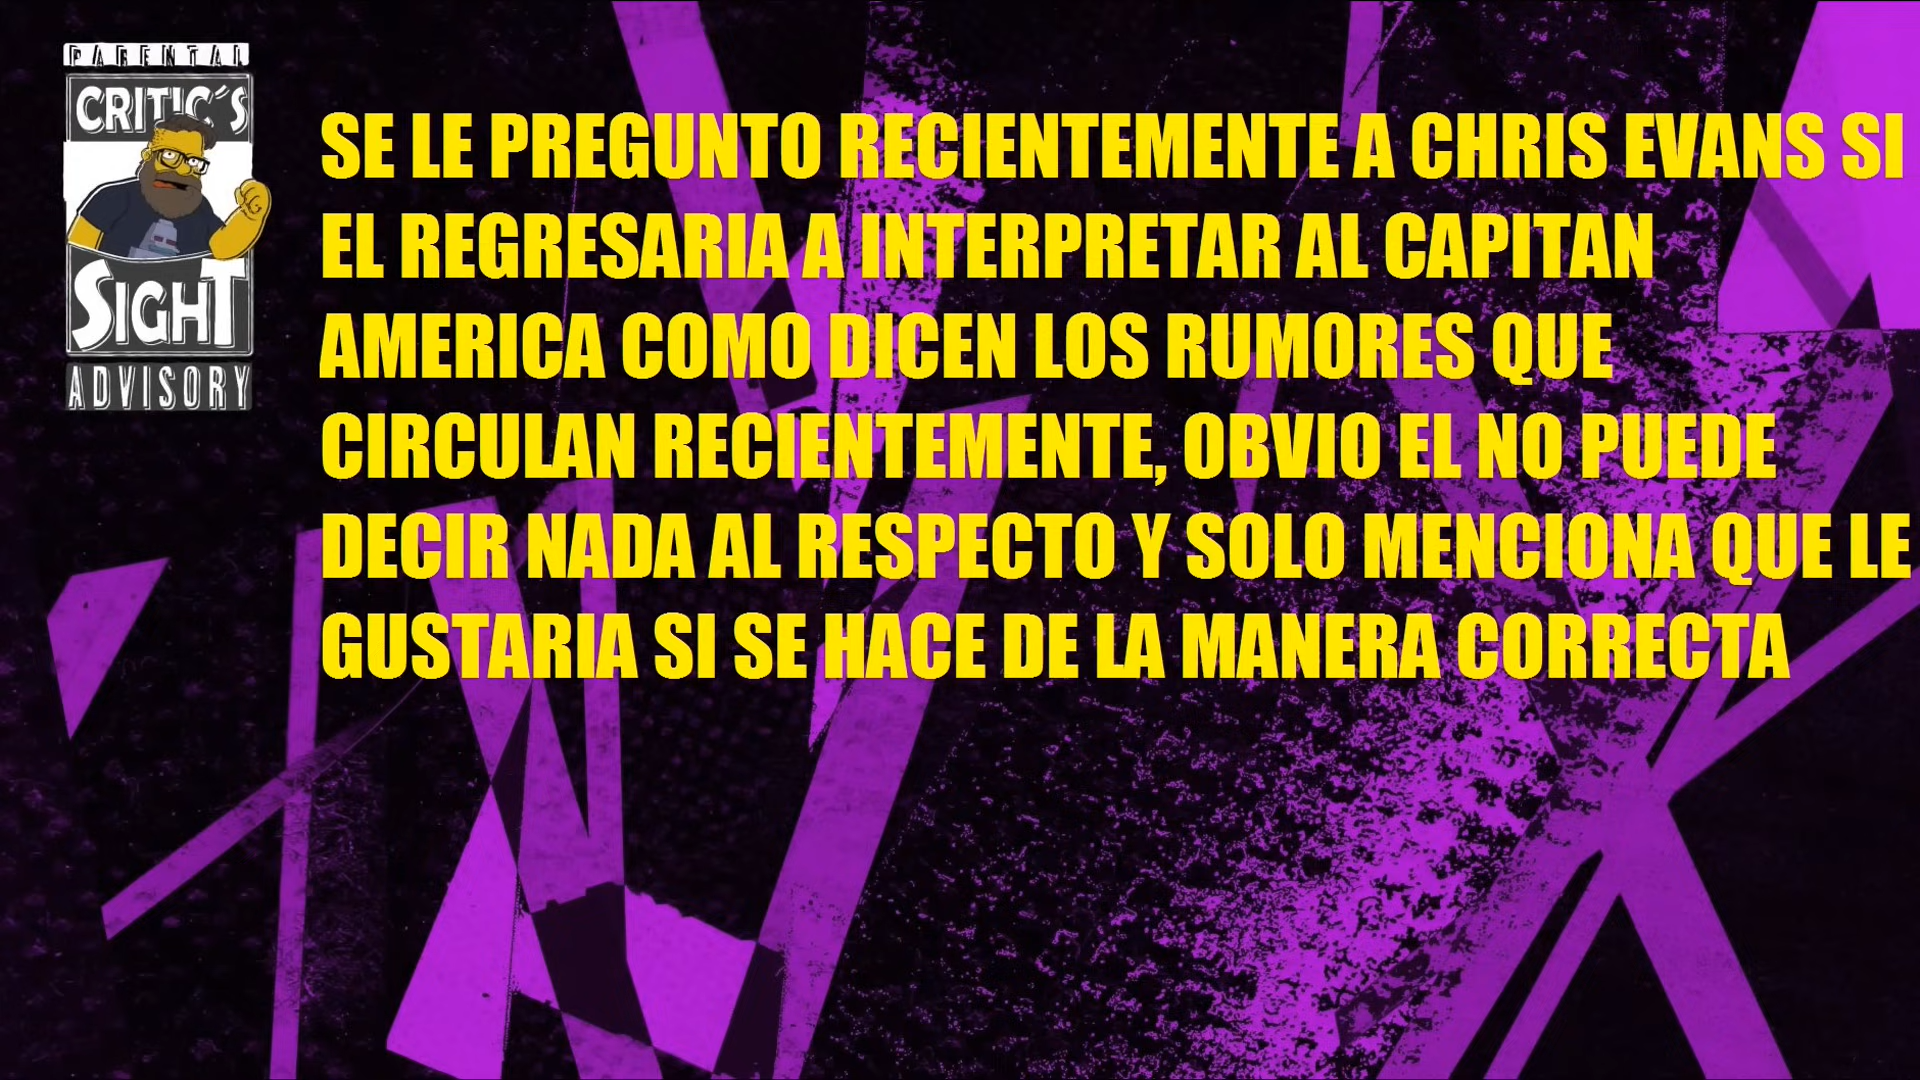 PARENTAL
CRITIC´S
SIGHT
ADVISORY
SE LE PREGUNTO RECIENTEMENTE A CHRIS EVANS SI
EL REGRESARIA A INTERPRETAR AL CAPITAN
AMERICA COMO DICEN LOS RUMORES QUE
CIRCULAN RECIENTEMENTE, OBVIO EL NO PUEDE
DECIR NADA AL RESPECTO Y SOLO MENCIONA QUE LE
GUSTARIA SI SE HACE DE LA MANERA CORRECTA